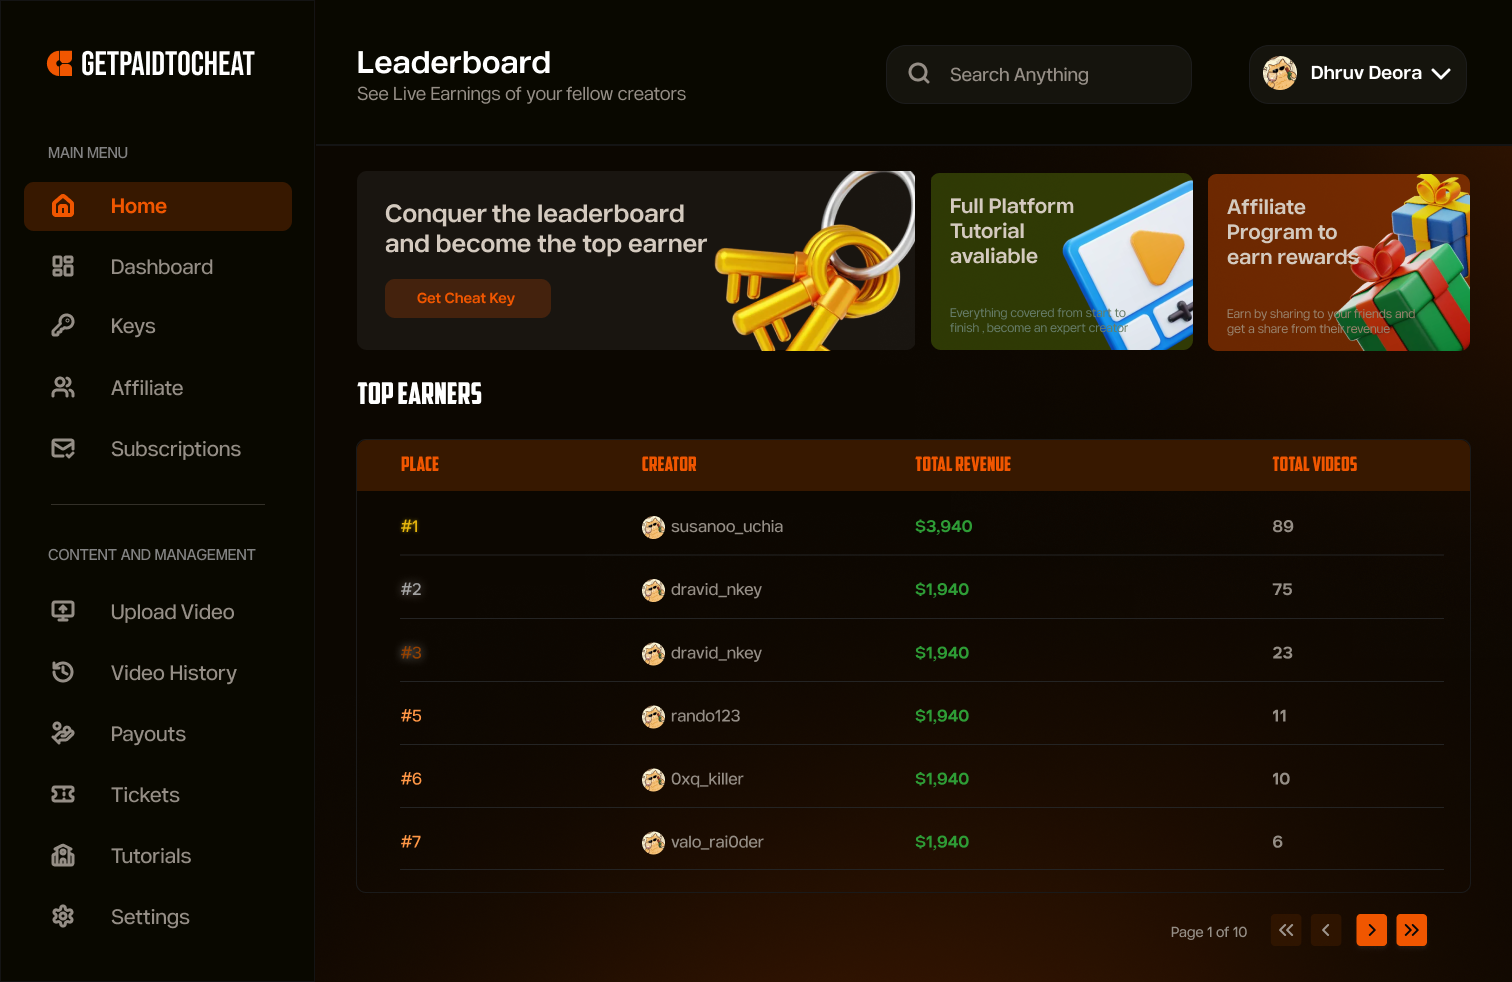 GETPAIDTOCHEAT
MAIN MENU
Home
Dashboard
Keys
Affiliate
Subscriptions
CONTENT AND MANAGEMENT
Upload Video
Video History
Payouts
Tickets
Tutorials
Settings
Leaderboard
See Live Earnings of your fellow creators
Search Anything
Dhruv Deora
Conquer the leaderboard
and become the top earner
Get Cheat Key
Full Platform
Tutorial
avaliable
Everything covered from start to
finish , become an expert creator
Affiliate
Program to
earn rewards
Earn by sharing to your friends and
get a share from their revenue
TOP EARNERS
PLACE CREATOR TOTAL REVENUE TOTAL VIDEOS
#1 susanoo_uchia $3,940 89
#2 dravid_nkey $1,940 75
#3 dravid_nkey $1,940 23
#5 rando123 $1,940 11
#6 0xq_killer $1,940 10
#7 valo_rai0der $1,940 6
Page 1 of 10